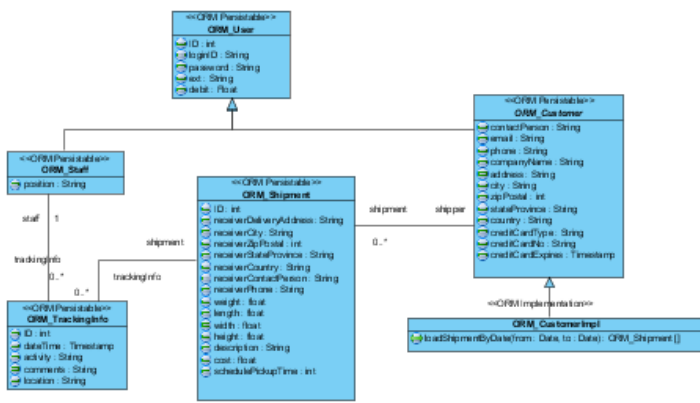 <<ORM Persistable>>
ORM_User
ID : int
loginID : String
password : String
ext : String
debit : float
<<ORM Persistable>>
ORM_Customer
contactPerson : String
email : String
phone : String
companyName : String
address : String
city : String
zipPostal : int
stateProvince : String
country : String
creditCardType : String
creditCardNo : String
creditCardExpires : Timestamp
<<ORM Persistable>>
ORM_Staff
position : String
<<ORM Persistable>>
ORM_Shipment
ID : int
receiverDeliveryAddress : String
receiverCity : String
receiverZipPostal : int
receiverStateProvince : String
receiverCountry : String
receiverContactPerson : String
receiverPhone : String
weight : float
length : float
width : float
height : float
description : String
cost : float
schedulePickupTime : int
staff 1
trackingInfo
0..*
shipment
trackingInfo
0..*
shipment shipper
0..*
<<ORM Persistable>>
ORM_TrackingInfo
ID : int
dateTime : Timestamp
activity : String
comments : String
location : String
<<ORM Implementation>>
ORM_CustomerImpl
loadShipmentByDate(from : Date, to : Date) : ORM_Shipment []